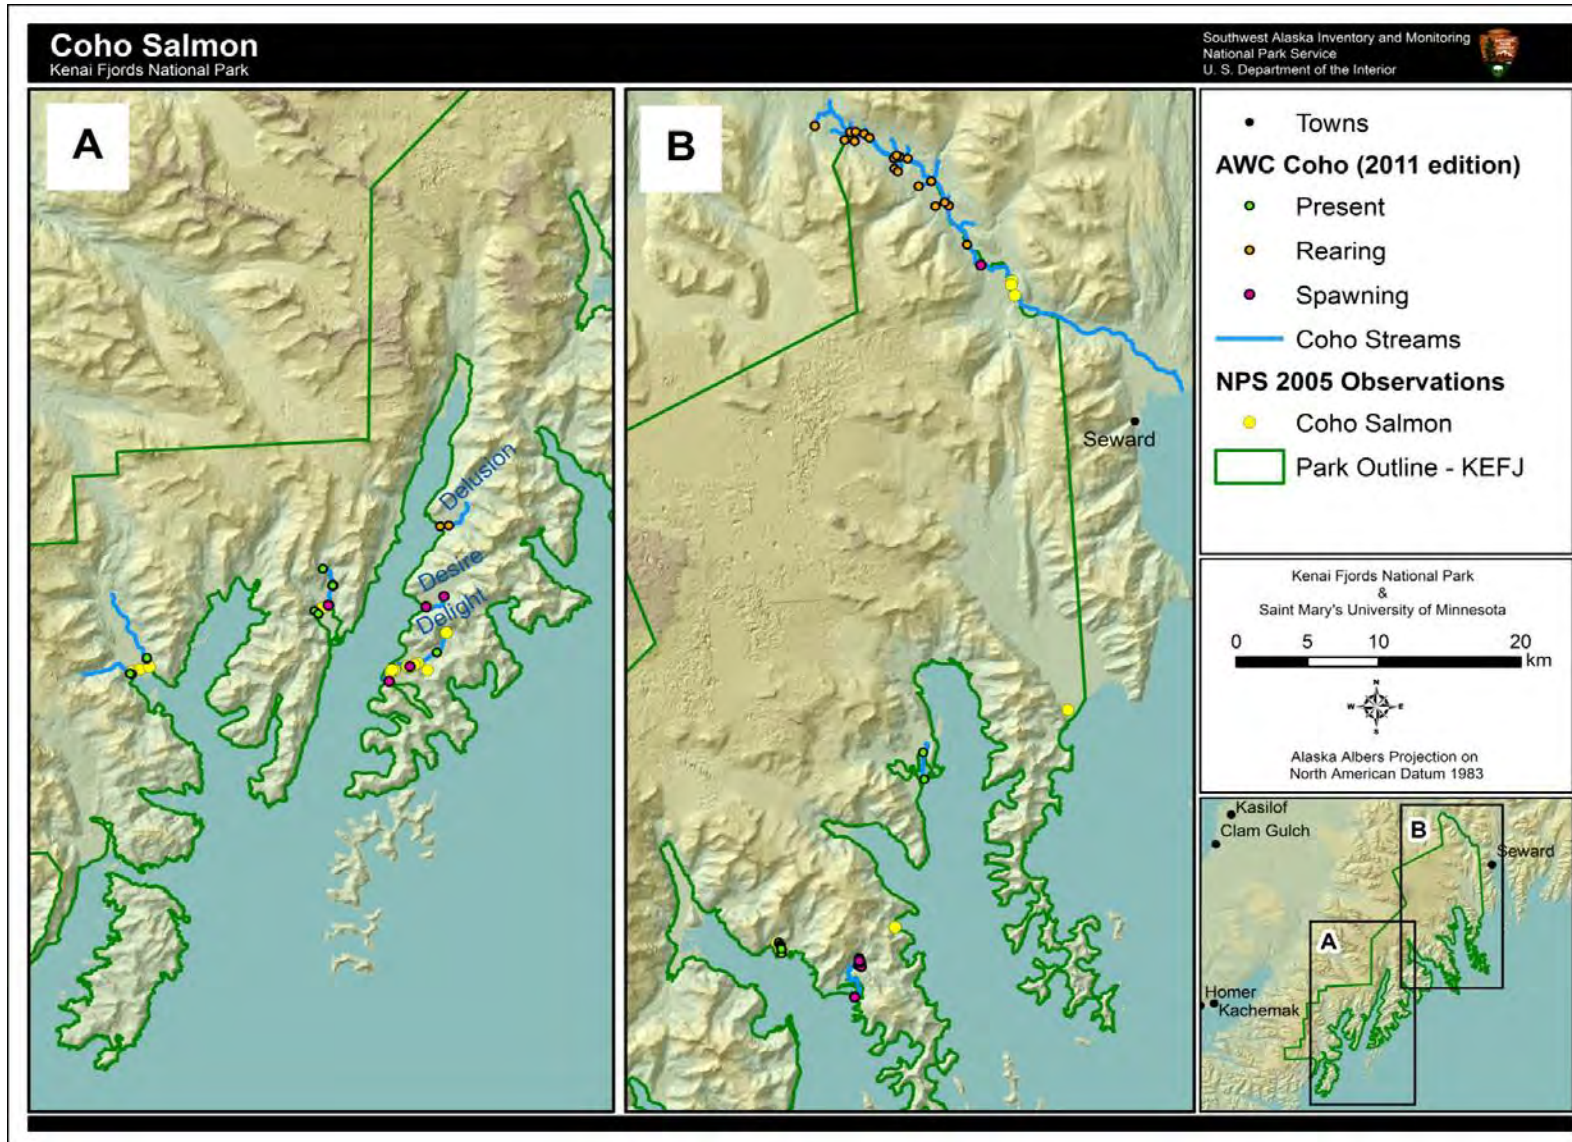 Coho Salmon
Kenai Fjords National Park
Southwest Alaska Inventory and Monitoring
National Park Service
U. S. Department of the Interior
A
Delusion
Desire
Delight
B
Seward
Towns
AWC Coho (2011 edition)
Present
Rearing
Spawning
Coho Streams
NPS 2005 Observations
Coho Salmon
Park Outline - KEFJ
Kenai Fjords National Park
&
Saint Mary's University of Minnesota
0 5 10 20
km
N
W E
S
Alaska Albers Projection on
North American Datum 1983
Kasilof
Clam Gulch
B
Seward
A
Homer
Kachemak